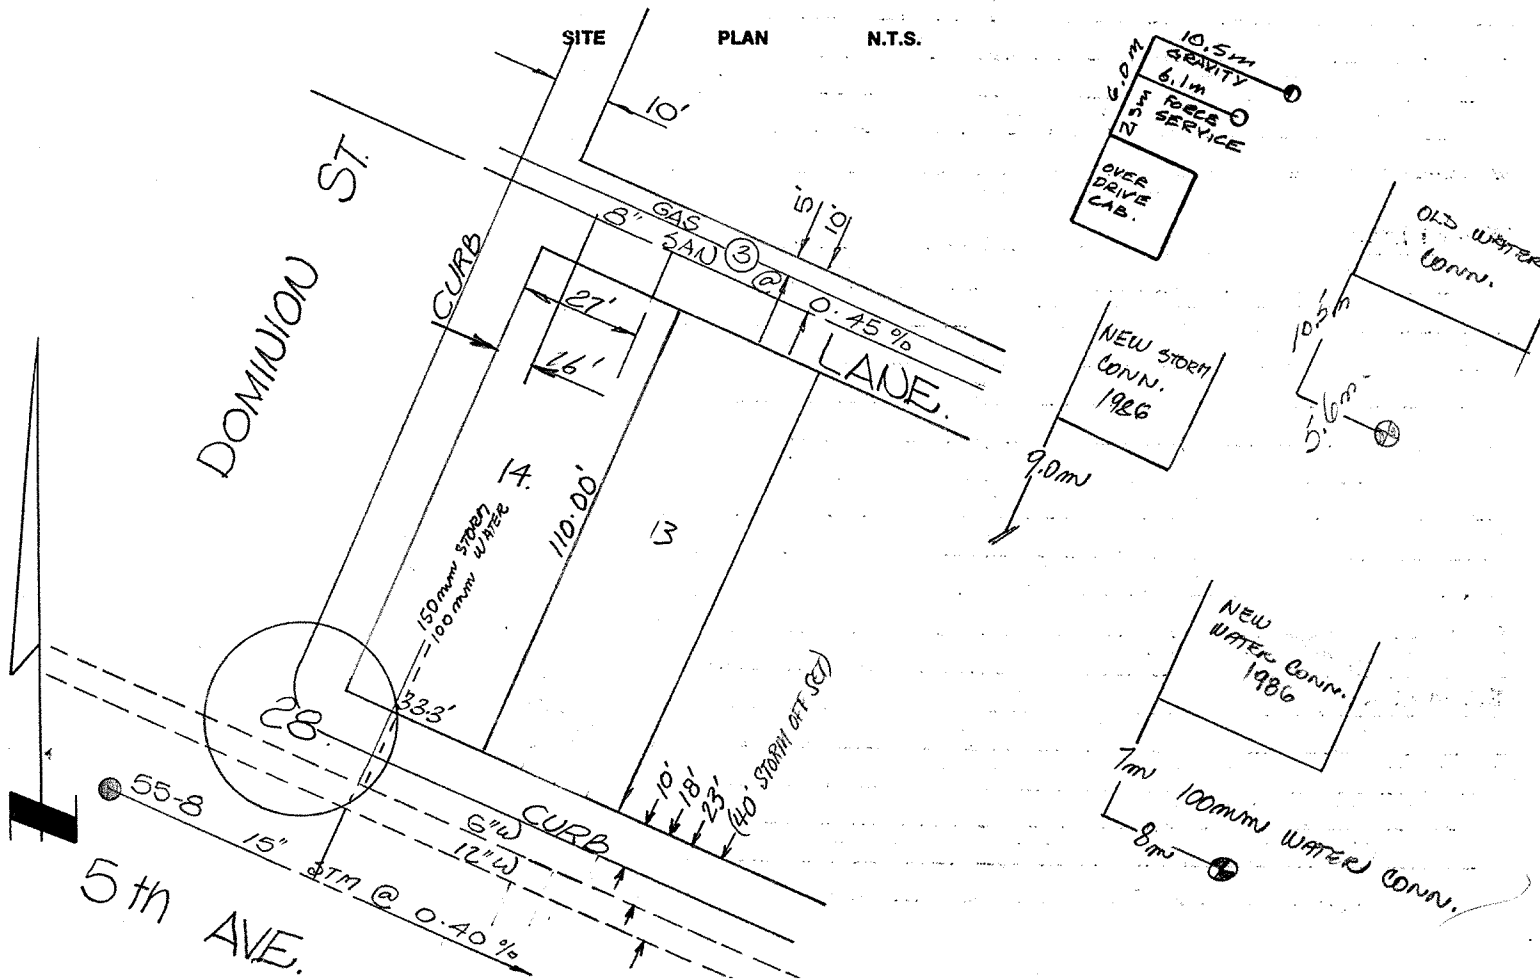 SITE PLAN N.T.S.
10'
DOMINION ST.
CURB
GAS
8" SAN ③ @ 0.45%
5'
10'
LANE.
27'
26'
14.
110.00'
13
150mm STORM
100mm WATER
33.3'
28.
55-8
15" STM @ 0.40%
5th AVE.
6"W
12"W
CURB
10'
18'
23'
(40' STORM OFF SET)
10.5m
GRAVITY
6.1m
FORCE
SERVICE
6.0m
2.5m
OVER
DRIVE
CAB.
OLD WATER
CONN.
10.5m
5.6m
NEW STORM
CONN.
1986
9.0m
NEW
WATER CONN.
1986
7m
8m
100mm WATER CONN.